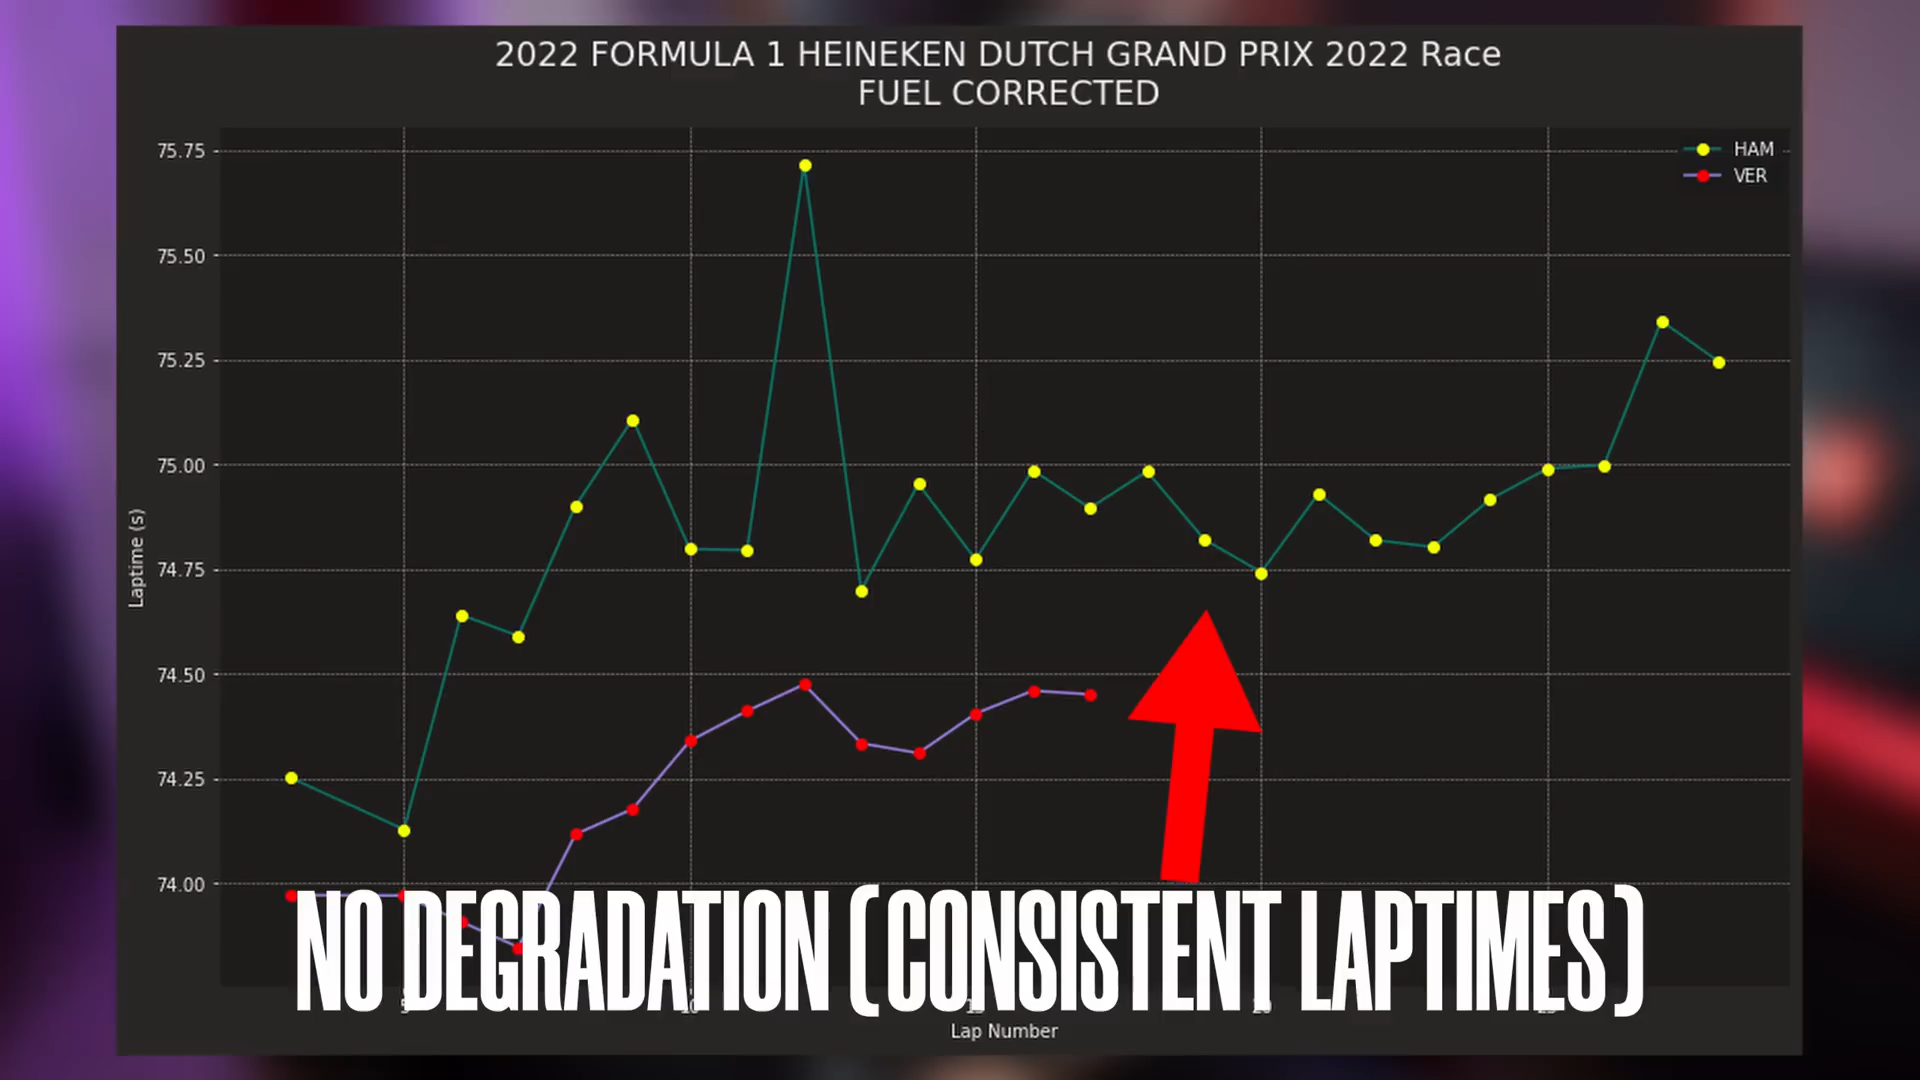 2022 FORMULA 1 HEINEKEN DUTCH GRAND PRIX 2022 Race
FUEL CORRECTED
HAM
VER
75.75
75.50
75.25
75.00
74.75
74.50
74.25
74.00
Laptime (s)
NO DEGRADATION (CONSISTENT LAPTIMES)
Lap Number